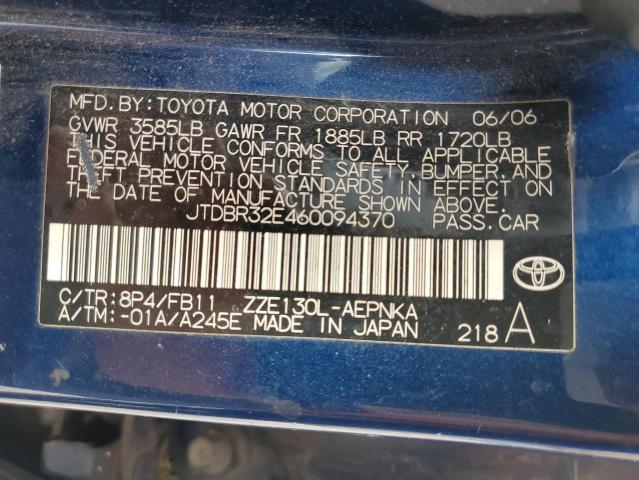 MFD. BY: TOYOTA MOTOR CORPORATION 06/06
GVWR 3585LB GAWR FR 1885LB RR 1720LB
THIS VEHICLE CONFORMS TO ALL APPLICABLE
FEDERAL MOTOR VEHICLE SAFETY, BUMPER, AND
THEFT PREVENTION STANDARDS IN EFFECT ON
THE DATE OF MANUFACTURE SHOWN ABOVE.
JTDBR32E460094370 PASS.CAR
C/TR:8P4/FB11 ZZE130L-AEPNKA
A/TM:-01A/A245E MADE IN JAPAN 218 A